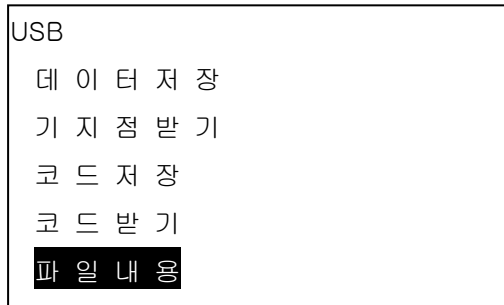 USB
데 이 터 저 장
기 지 점 받 기
코 드 저 장
코 드 받 기
파 일 내 용